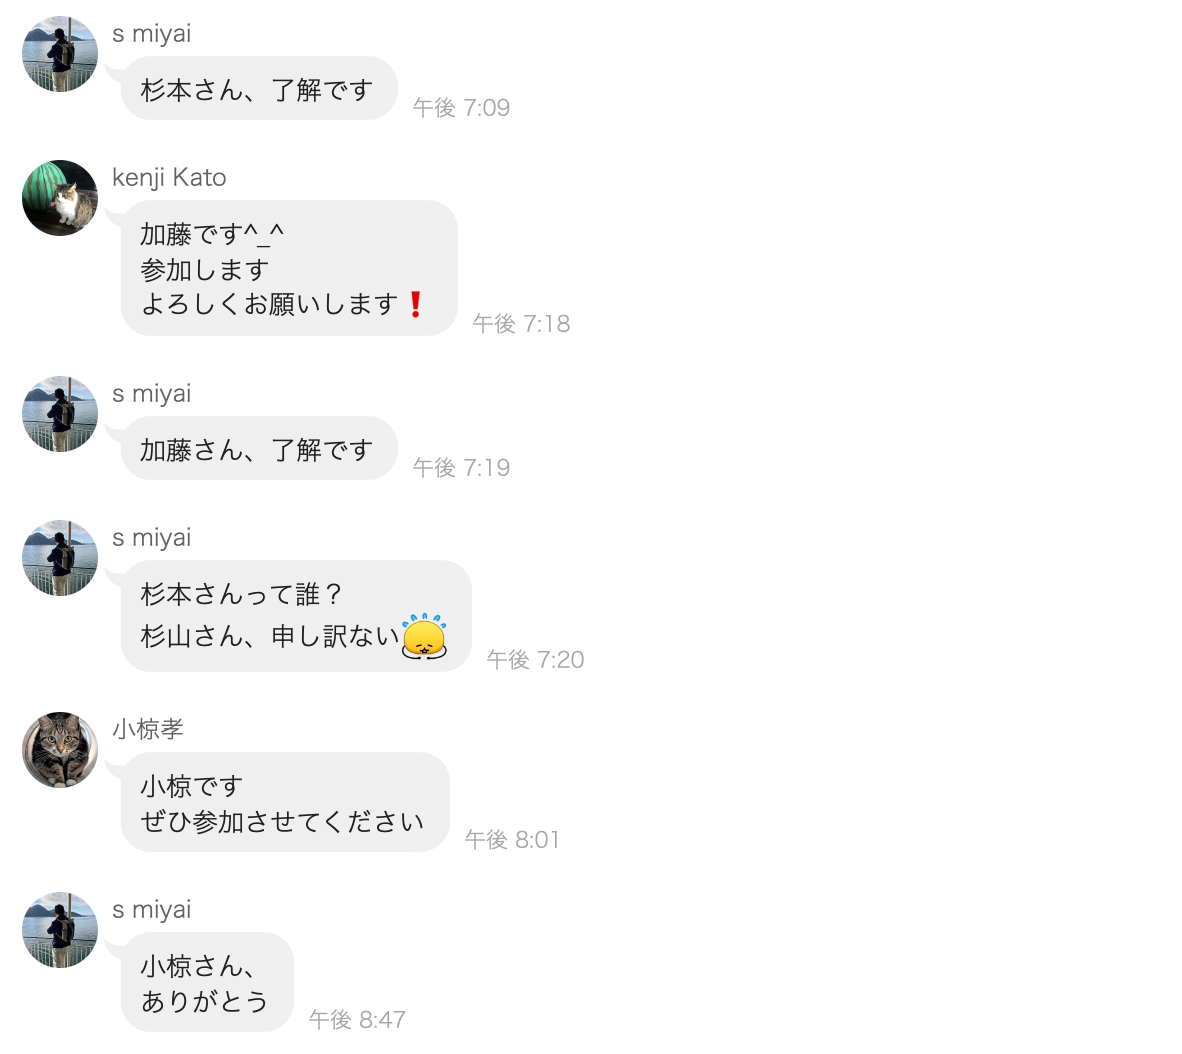 s miyai
杉本さん、了解です
午後 7:09
kenji Kato
加藤です^_^
参加します
よろしくお願いします❗
午後 7:18
s miyai
加藤さん、了解です
午後 7:19
s miyai
杉本さんって誰？
杉山さん、申し訳ない
午後 7:20
小椋孝
小椋です
ぜひ参加させてください
午後 8:01
s miyai
小椋さん、
ありがとう
午後 8:47